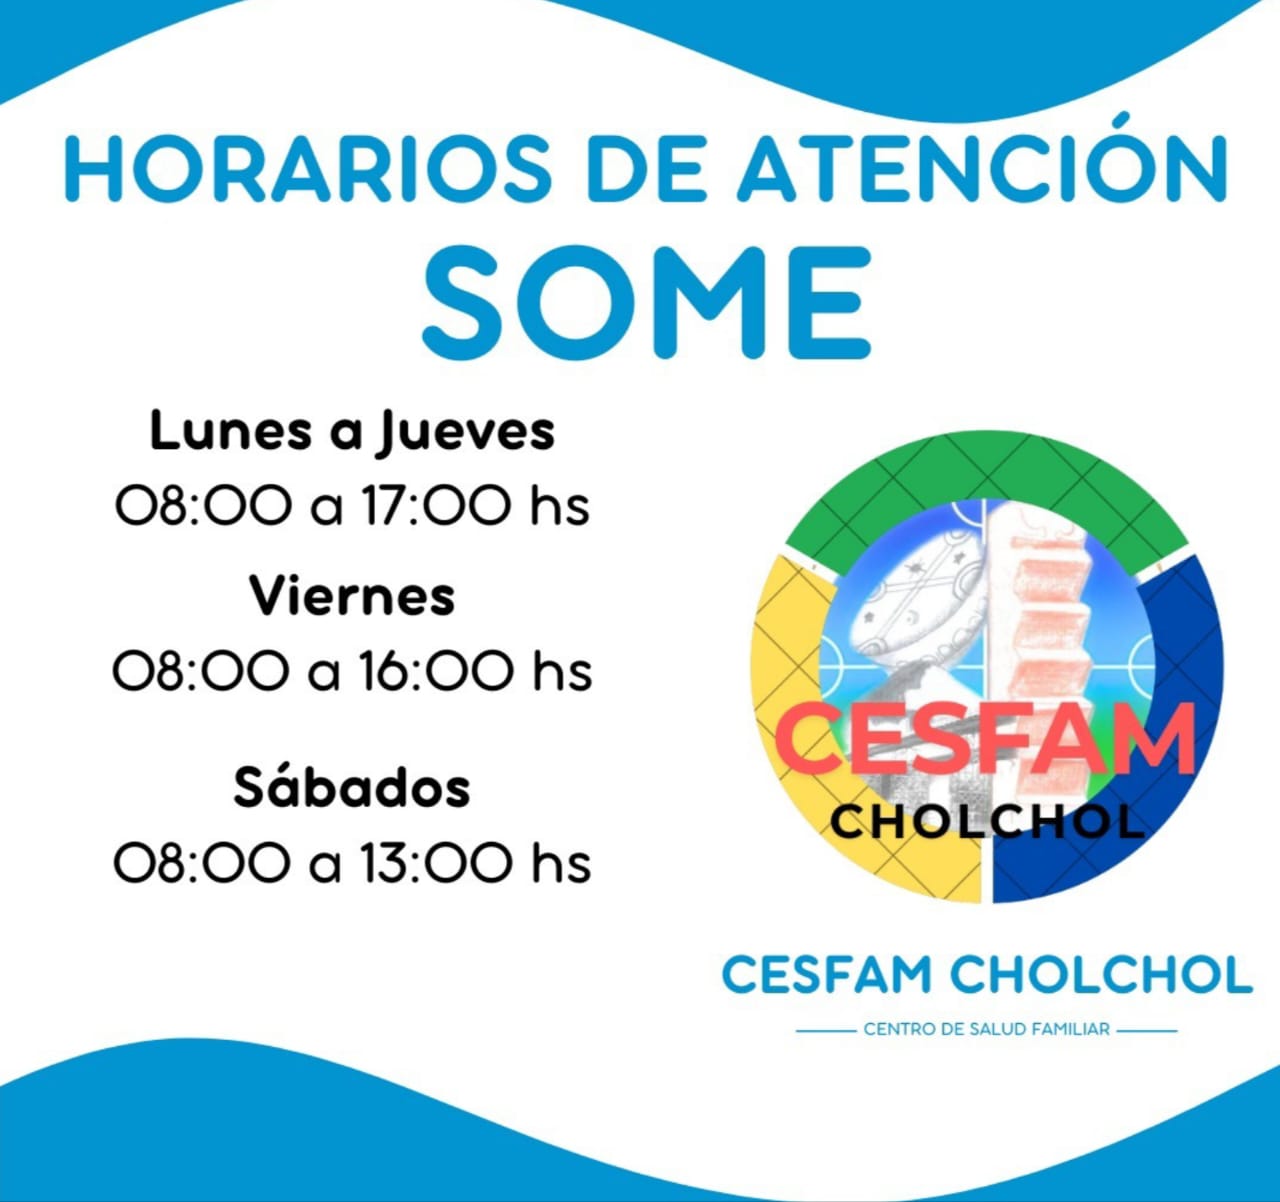 HORARIOS DE ATENCIÓN
SOME
Lunes a Jueves
08:00 a 17:00 hs
Viernes
08:00 a 16:00 hs
Sábados
08:00 a 13:00 hs
CESFAM
CHOLCHOL
CESFAM CHOLCHOL
CENTRO DE SALUD FAMILIAR